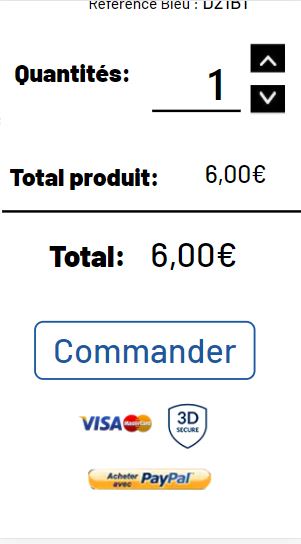 Référence Bleu : DZ1B1
Quantités: 1
Total produit: 6,00€
Total: 6,00€
Commander
VISA MasterCard 3D SECURE
Acheter avec PayPal